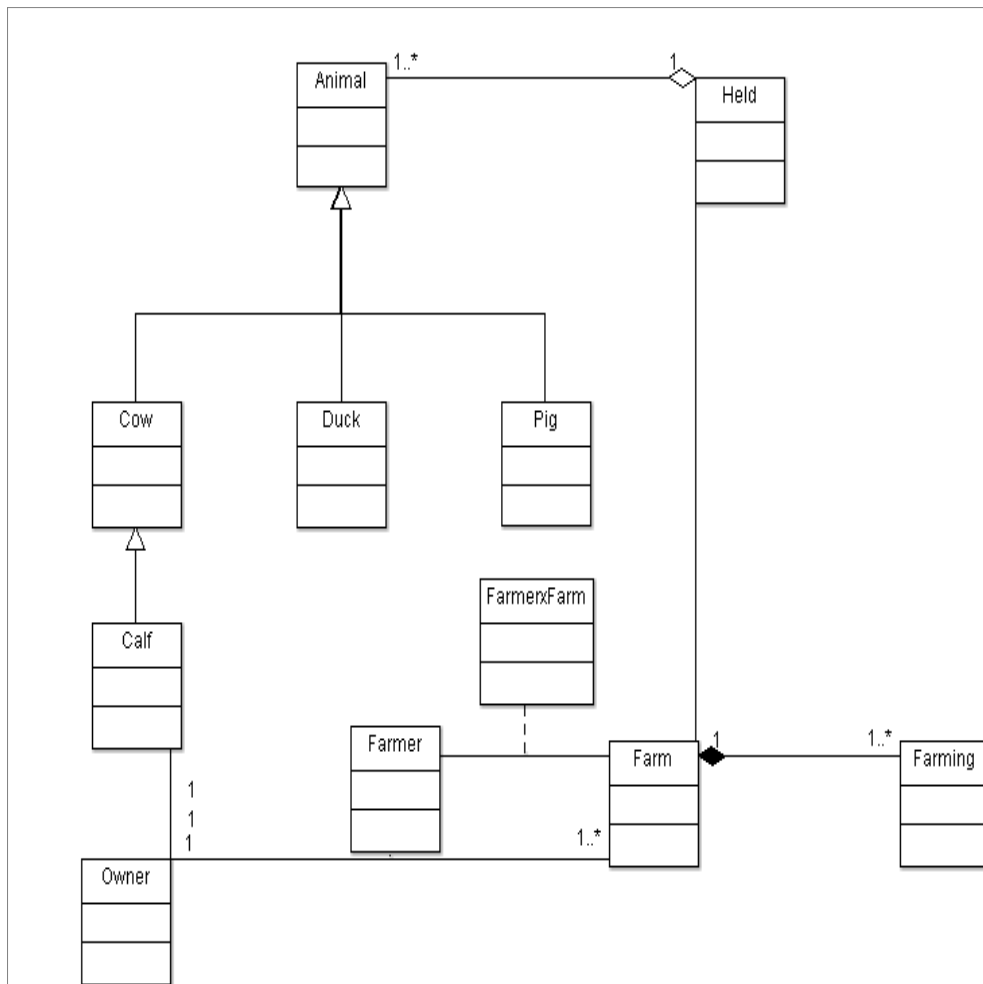 1..*
1
Animal
Held
Cow
Duck
Pig
FarmerxFarm
Calf
Farmer
1
1..*
Farm
Farming
1
1
1
1..*
Owner